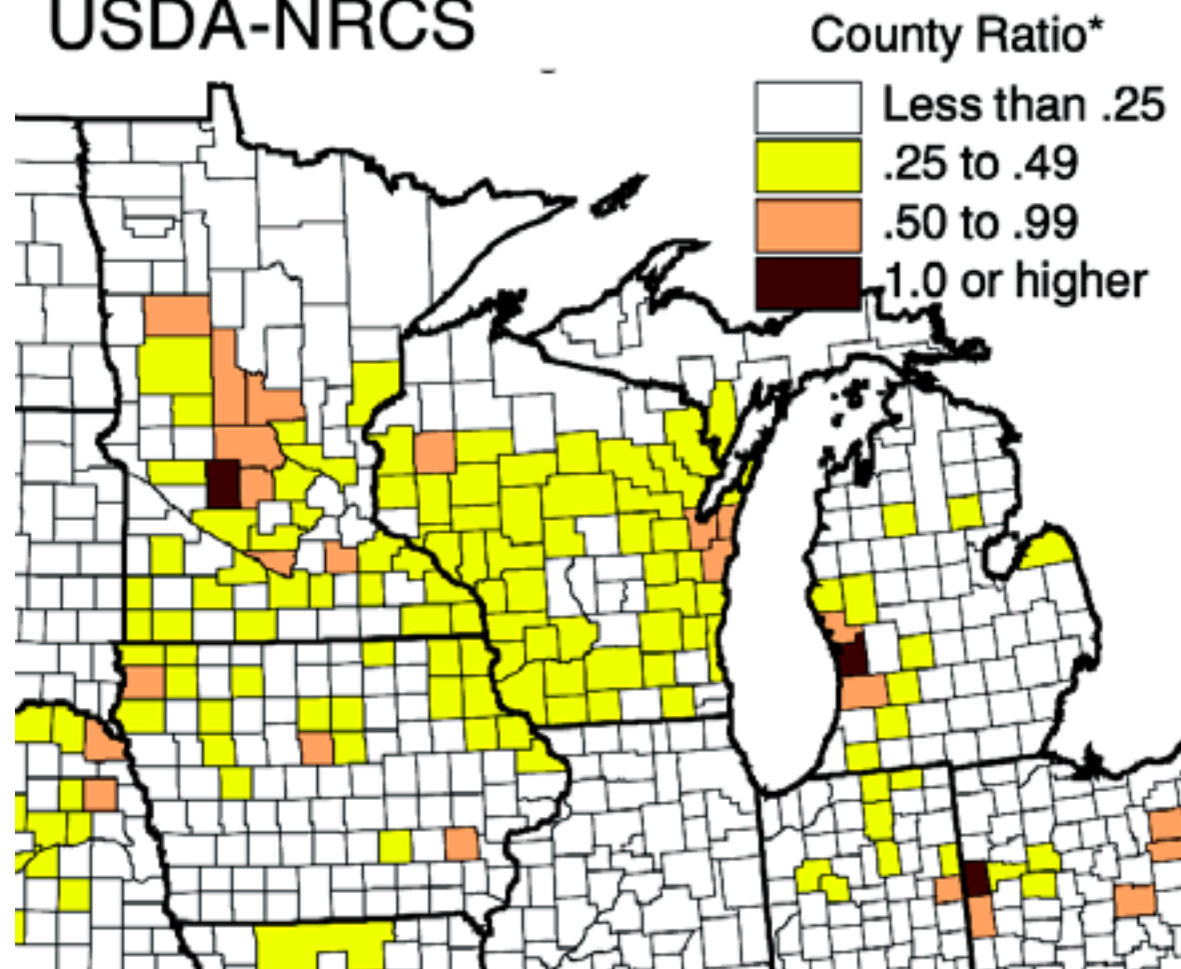 USDA-NRCS
County Ratio*
Less than .25
.25 to .49
.50 to .99
1.0 or higher